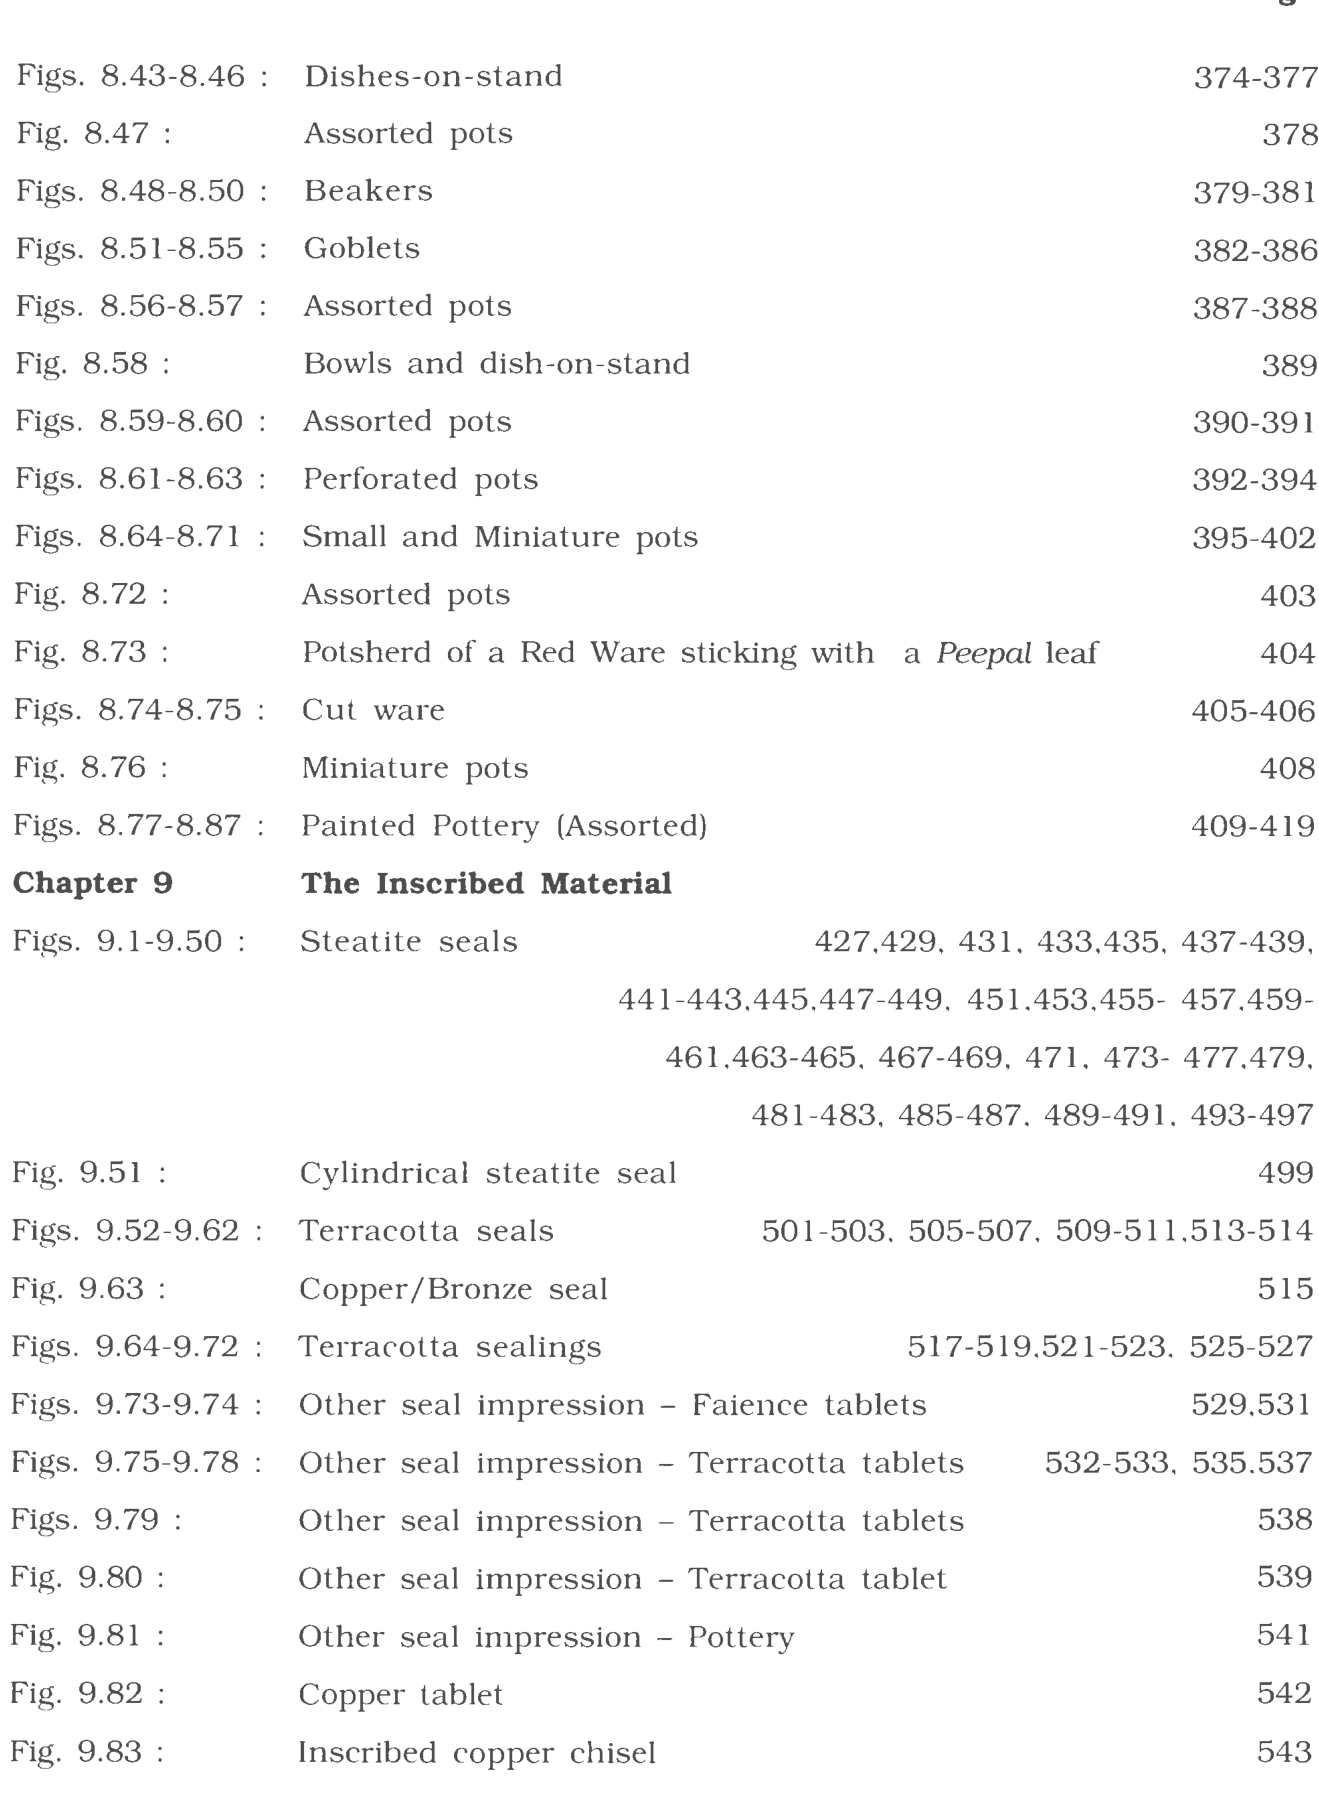 Figs. 8.43-8.46 : Dishes-on-stand 374-377
Fig. 8.47 : Assorted pots 378
Figs. 8.48-8.50 : Beakers 379-381
Figs. 8.51-8.55 : Goblets 382-386
Figs. 8.56-8.57 : Assorted pots 387-388
Fig. 8.58 : Bowls and dish-on-stand 389
Figs. 8.59-8.60 : Assorted pots 390-391
Figs. 8.61-8.63 : Perforated pots 392-394
Figs. 8.64-8.71 : Small and Miniature pots 395-402
Fig. 8.72 : Assorted pots 403
Fig. 8.73 : Potsherd of a Red Ware sticking with a Peepal leaf 404
Figs. 8.74-8.75 : Cut ware 405-406
Fig. 8.76 : Miniature pots 408
Figs. 8.77-8.87 : Painted Pottery (Assorted) 409-419
Chapter 9 The Inscribed Material
Figs. 9.1-9.50 : Steatite seals 427,429, 431, 433,435, 437-439,
441-443,445,447-449, 451,453,455- 457,459-
461,463-465, 467-469, 471, 473- 477,479,
481-483, 485-487, 489-491, 493-497
Fig. 9.51 : Cylindrical steatite seal 499
Figs. 9.52-9.62 : Terracotta seals 501-503, 505-507, 509-511,513-514
Fig. 9.63 : Copper/Bronze seal 515
Figs. 9.64-9.72 : Terracotta sealings 517-519,521-523, 525-527
Figs. 9.73-9.74 : Other seal impression – Faience tablets 529,531
Figs. 9.75-9.78 : Other seal impression – Terracotta tablets 532-533, 535,537
Figs. 9.79 : Other seal impression – Terracotta tablets 538
Fig. 9.80 : Other seal impression – Terracotta tablet 539
Fig. 9.81 : Other seal impression – Pottery 541
Fig. 9.82 : Copper tablet 542
Fig. 9.83 : Inscribed copper chisel 543